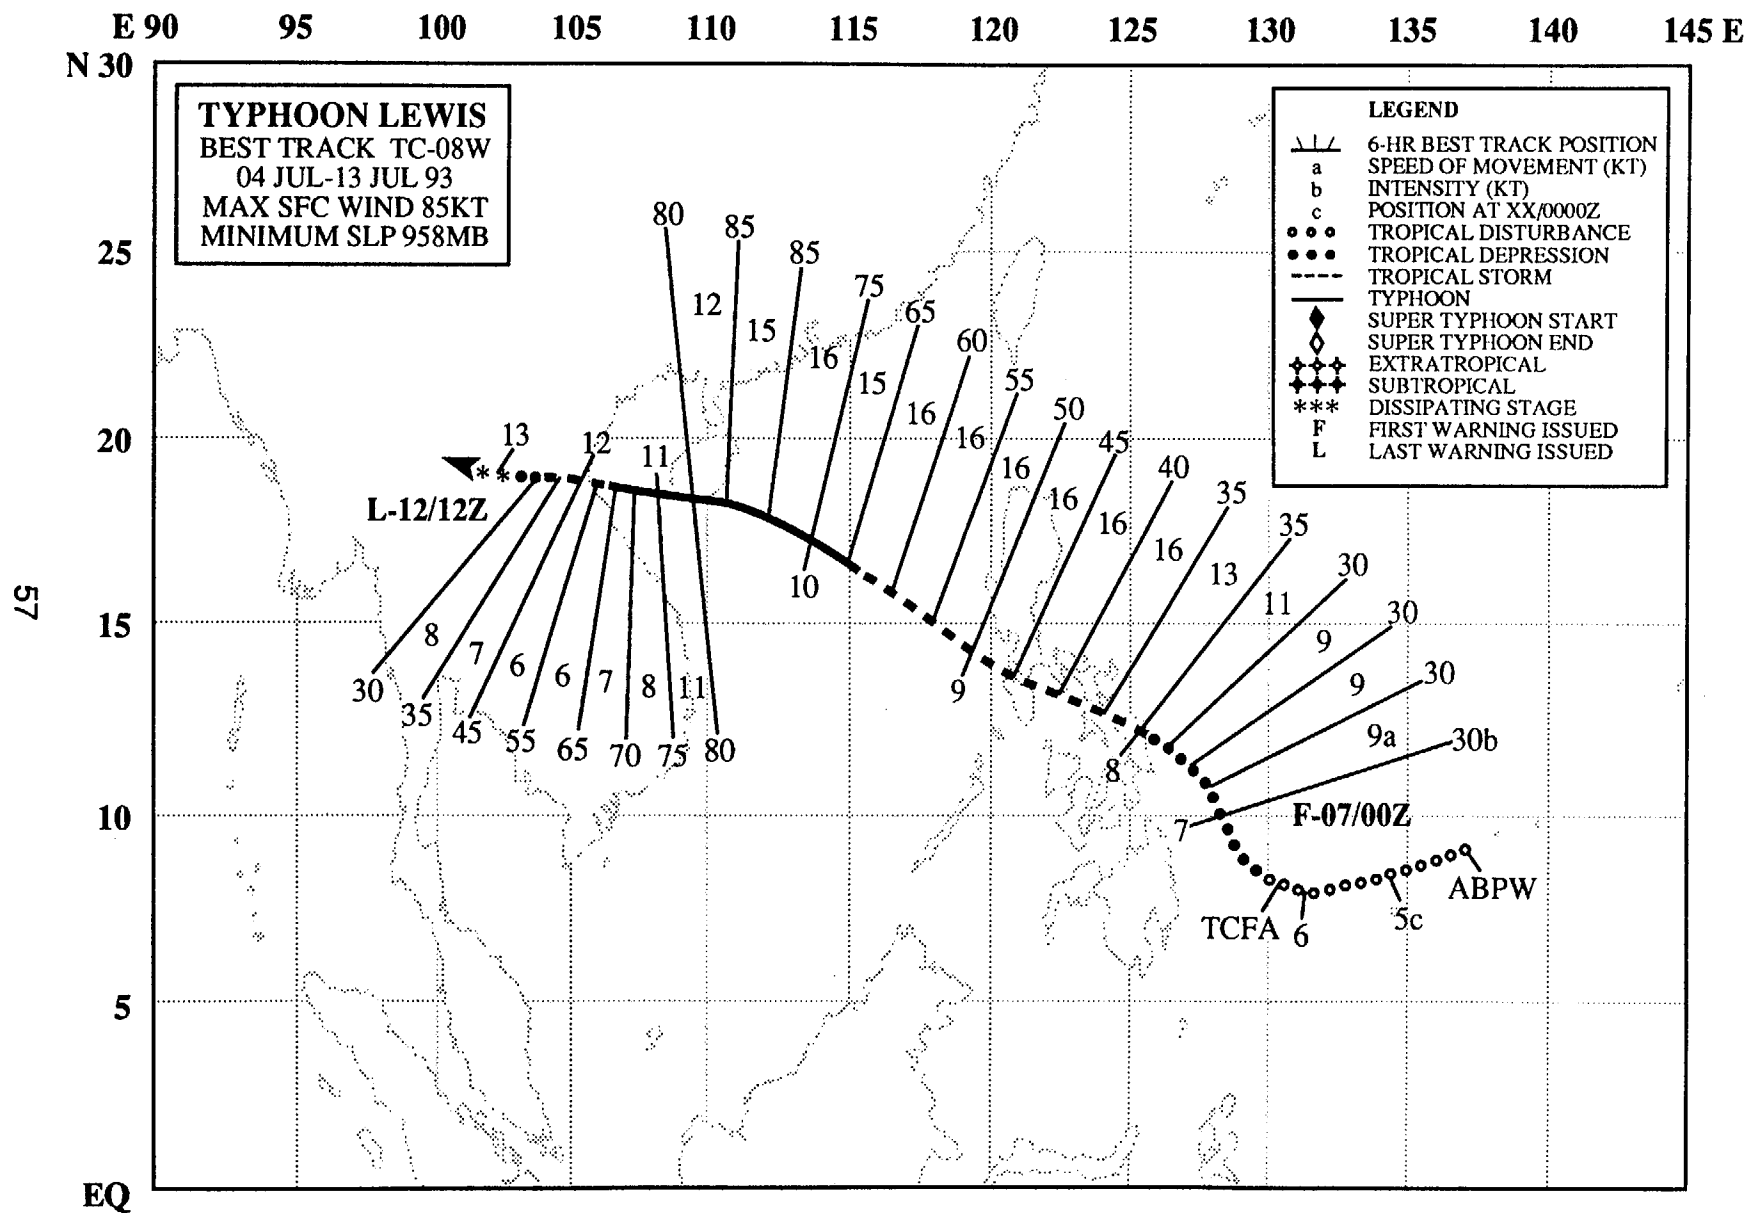 E 90 95 100 105 110 115 120 125 130 135 140 145 E
N 30
25
20
15
10
5
EQ
57
TYPHOON LEWIS
BEST TRACK TC-08W
04 JUL-13 JUL 93
MAX SFC WIND 85KT
MINIMUM SLP 958MB
LEGEND
6-HR BEST TRACK POSITION
a SPEED OF MOVEMENT (KT)
b INTENSITY (KT)
c POSITION AT XX/0000Z
TROPICAL DISTURBANCE
TROPICAL DEPRESSION
TROPICAL STORM
TYPHOON
SUPER TYPHOON START
SUPER TYPHOON END
EXTRATROPICAL
SUBTROPICAL
*** DISSIPATING STAGE
F FIRST WARNING ISSUED
L LAST WARNING ISSUED
80 85 85 75 65 60 55 50 45 40 35 35 30 30 30 30b
12 15 16 15 16 16 16 16 16 16 13 11 9 9 9a
13 12 11
* *
L-12/12Z
10 9 8 7
F-07/00Z
8 7 6 6 7 8 11
30 35 45 55 65 70 75 80
TCFA 6 5c ABPW